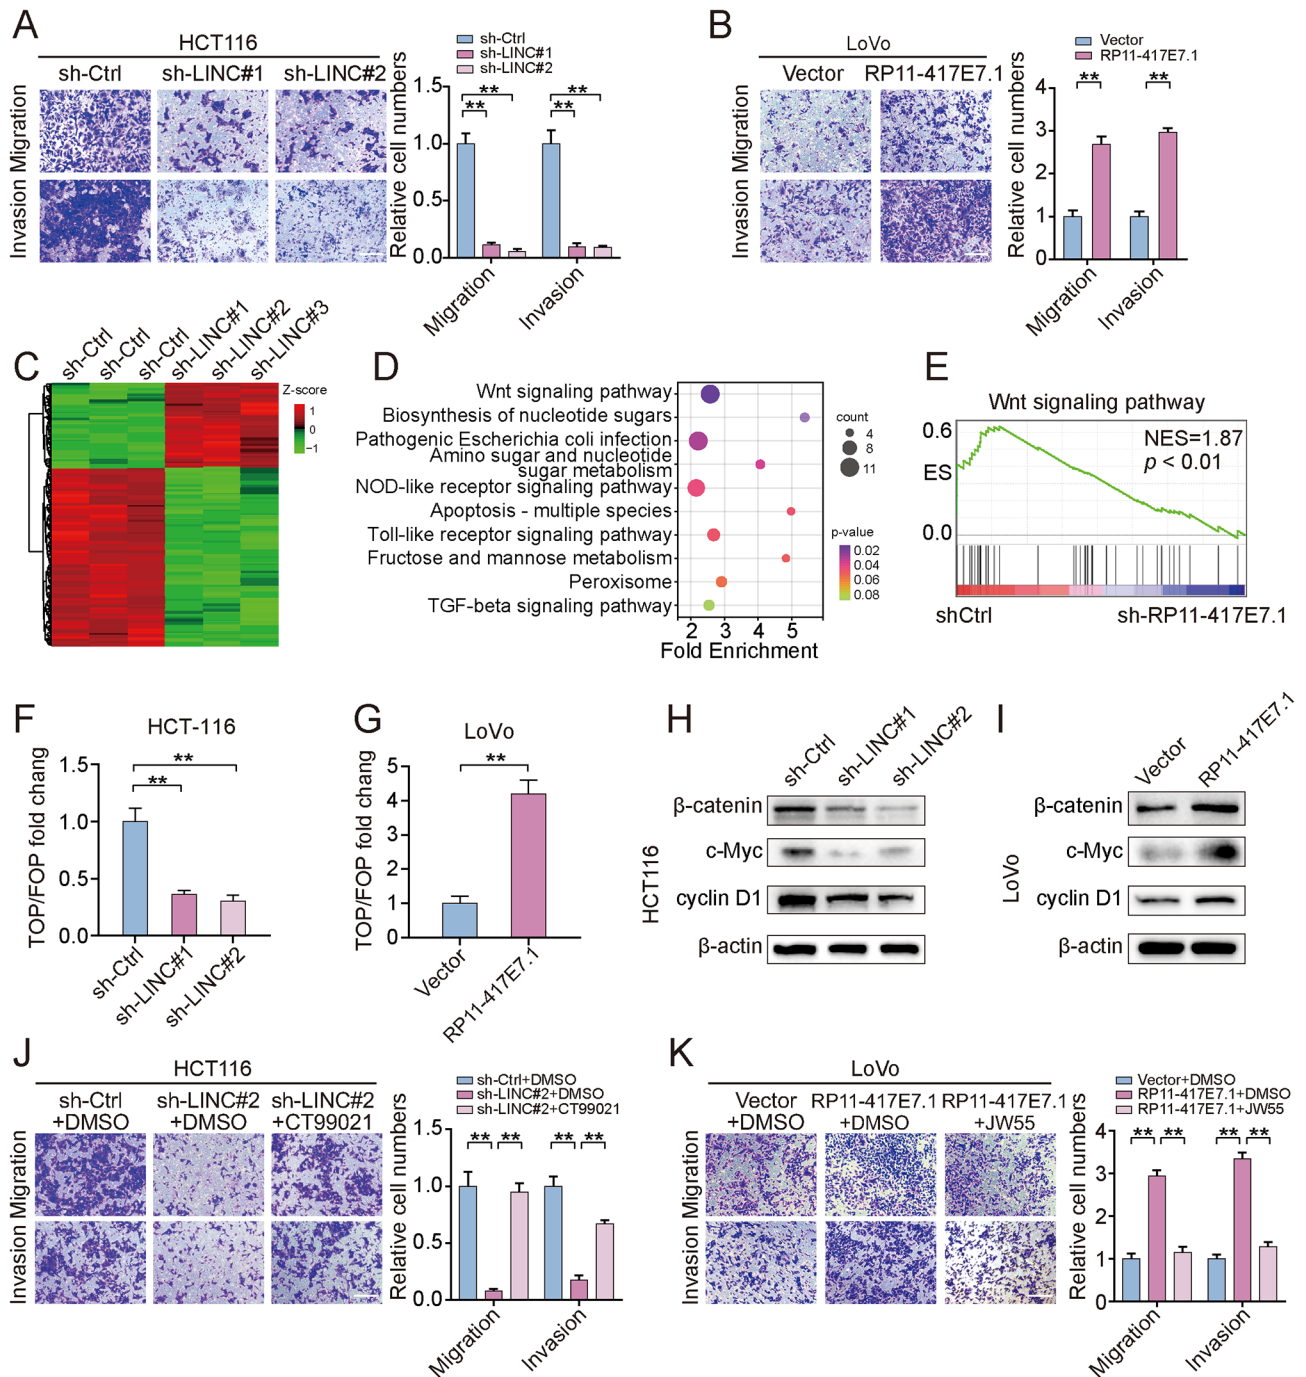 A
HCT116
sh-Ctrl sh-LINC#1 sh-LINC#2
Invasion Migration
sh-Ctrl
sh-LINC#1
sh-LINC#2
Relative cell numbers
1.5
1.0
0.5
0.0
** ** ** **
Migration
Invasion
B
LoVo
Vector RP11-417E7.1
Invasion Migration
Vector
RP11-417E7.1
Relative cell numbers
4
3
2
1
0
** **
Migration
Invasion
C
sh-Ctrl
sh-Ctrl
sh-Ctrl
sh-LINC#1
sh-LINC#2
sh-LINC#3
Z-score
1
0
−1
D
Wnt signaling pathway
Biosynthesis of nucleotide sugars
Pathogenic Escherichia coli infection
Amino sugar and nucleotide
sugar metabolism
NOD-like receptor signaling pathway
Apoptosis - multiple species
Toll-like receptor signaling pathway
Fructose and mannose metabolism
Peroxisome
TGF-beta signaling pathway
2 3 4 5
Fold Enrichment
count
4
8
11
p-value
0.02
0.04
0.06
0.08
E
Wnt signaling pathway
0.6
ES
0.0
NES=1.87
p < 0.01
shCtrl
sh-RP11-417E7.1
F
HCT-116
TOP/FOP fold chang
1.5
1.0
0.5
0.0
**
**
sh-Ctrl
sh-LINC#1
sh-LINC#2
G
LoVo
TOP/FOP fold chang
5
4
3
2
1
0
**
Vector
RP11-417E7.1
H
sh-Ctrl
sh-LINC#1
sh-LINC#2
HCT116
β-catenin
c-Myc
cyclin D1
β-actin
I
Vector
RP11-417E7.1
LoVo
β-catenin
c-Myc
cyclin D1
β-actin
J
HCT116
sh-Ctrl sh-LINC#2 sh-LINC#2
+DMSO +DMSO +CT99021
Invasion Migration
sh-Ctrl+DMSO
sh-LINC#2+DMSO
sh-LINC#2+CT99021
Relative cell numbers
1.5
1.0
0.5
0.0
** ** ** **
Migration
Invasion
K
LoVo
Vector RP11-417E7.1 RP11-417E7.1
+DMSO +DMSO +JW55
Invasion Migration
Vector+DMSO
RP11-417E7.1+DMSO
RP11-417E7.1+JW55
Relative cell numbers
4
3
2
1
0
** ** ** **
Migration
Invasion